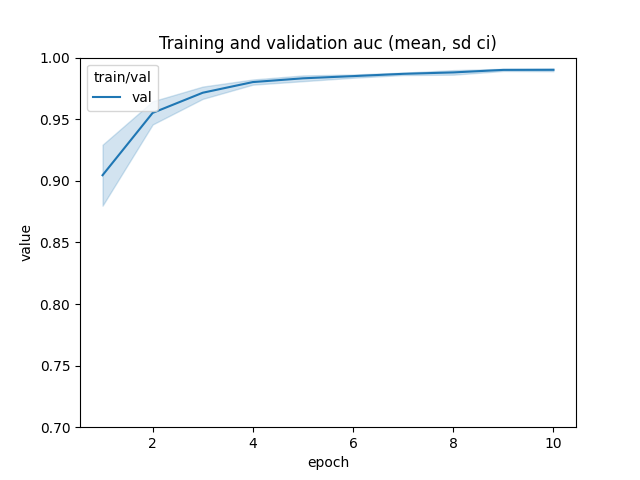 Training and validation auc (mean, sd ci)
train/val
val
1.00
0.95
0.90
0.85
0.80
0.75
0.70
value
2
4
6
8
10
epoch